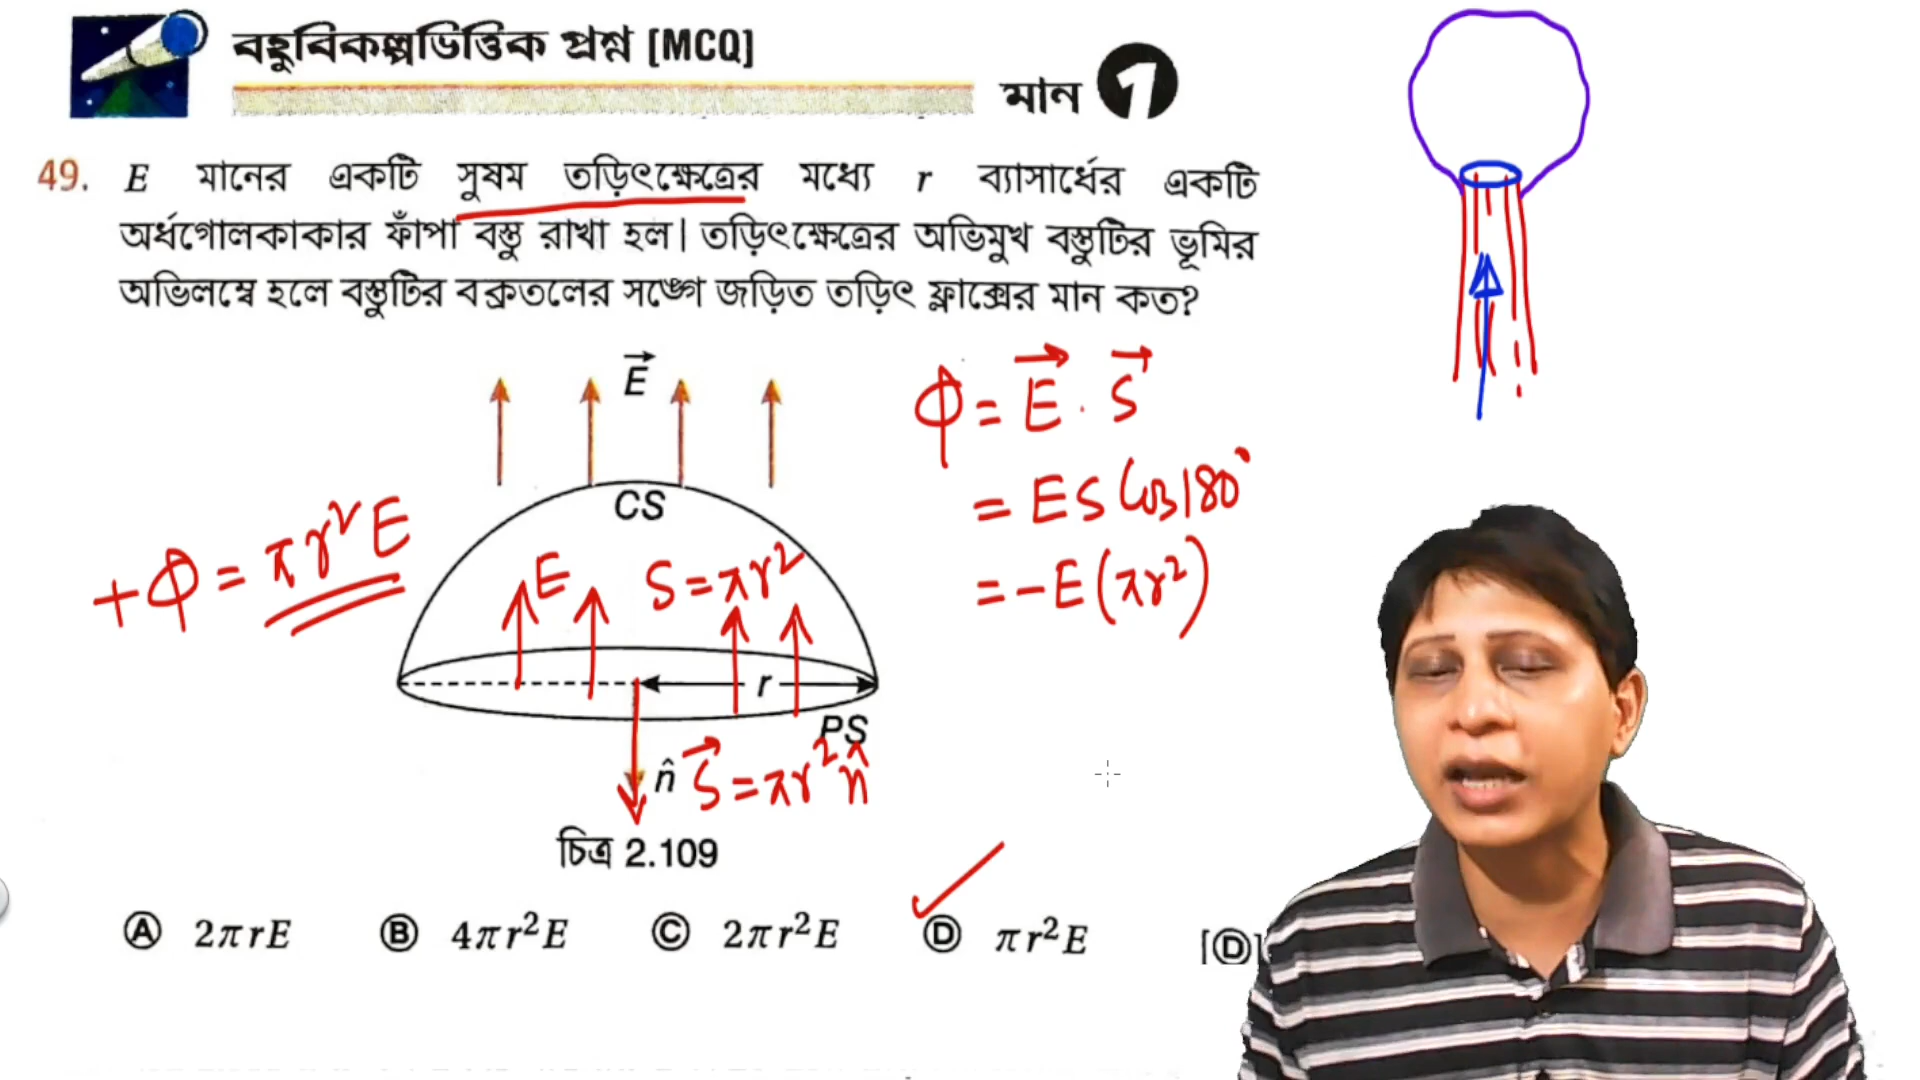 বহুবিকল্পভিত্তিক প্রশ্ন [MCQ]
মান 1
49. E মানের একটি সুষম তড়িৎক্ষেত্রের মধ্যে r ব্যাসার্ধের একটি
অর্ধগোলকাকার ফাঁপা বস্তু রাখা হল। তড়িৎক্ষেত্রের অভিমুখ বস্তুটির ভূমির
অভিলম্বে হলে বস্তুটির বক্রতলের সঙ্গে জড়িত তড়িৎ ফ্লাক্সের মান কত?
E⃗
CS
E
S = πr²
r
PS
n̂
S⃗ = πr² n̂
+ϕ = πr²E
ϕ = E⃗ . S⃗
= ES Cos180°
= -E(πr²)
চিত্র 2.109
Ⓐ 2πrE Ⓑ 4πr²E Ⓒ 2πr²E Ⓓ πr²E [Ⓓ]